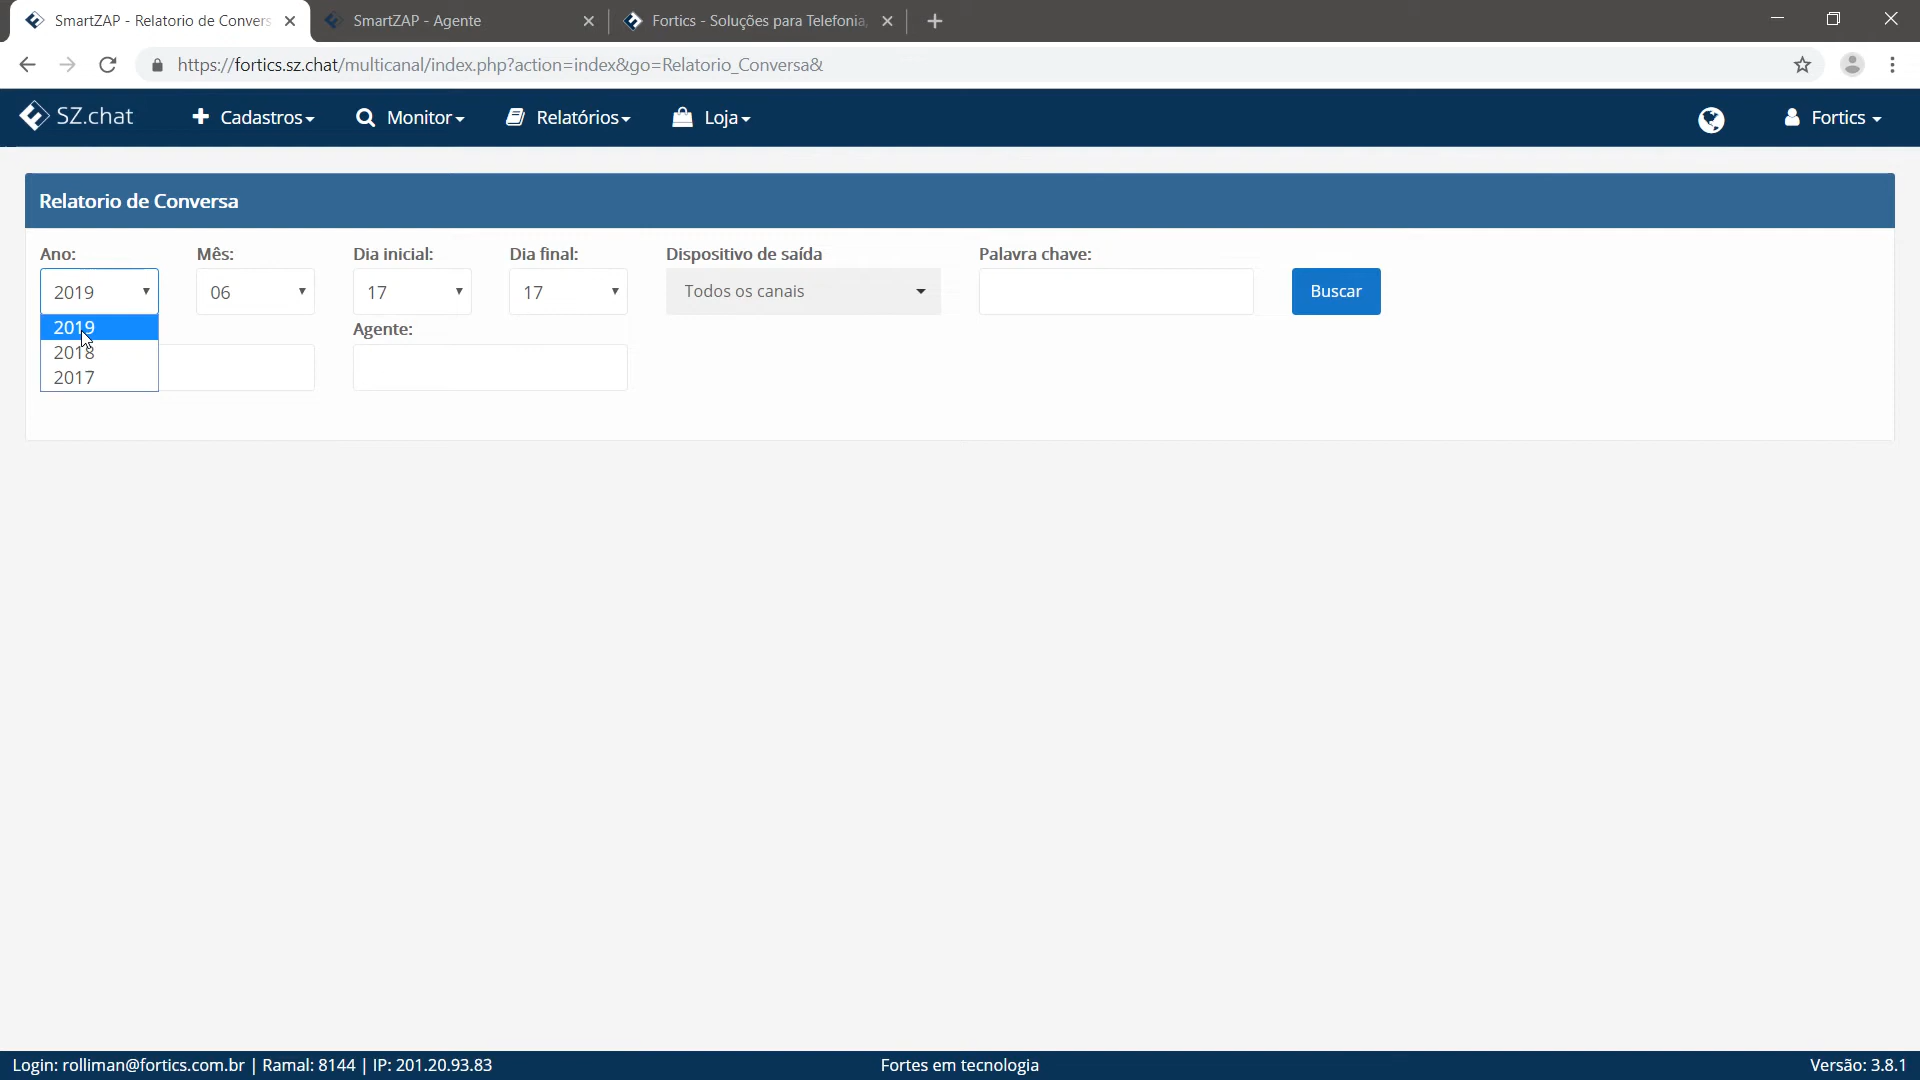 SmartZAP - Relatorio de Convers
SmartZAP - Agente
Fortics - Soluções para Telefonia,
https://fortics.sz.chat/multicanal/index.php?action=index&go=Relatorio_Conversa&
SZ.chat
Cadastros
Monitor
Relatórios
Loja
Fortics
Relatorio de Conversa
Ano:
Mês:
Dia inicial:
Dia final:
Dispositivo de saída
Palavra chave:
2019
06
17
17
Todos os canais
Buscar
2019
2018
2017
Agente:
Login: rolliman@fortics.com.br | Ramal: 8144 | IP: 201.20.93.83
Fortes em tecnologia
Versão: 3.8.1